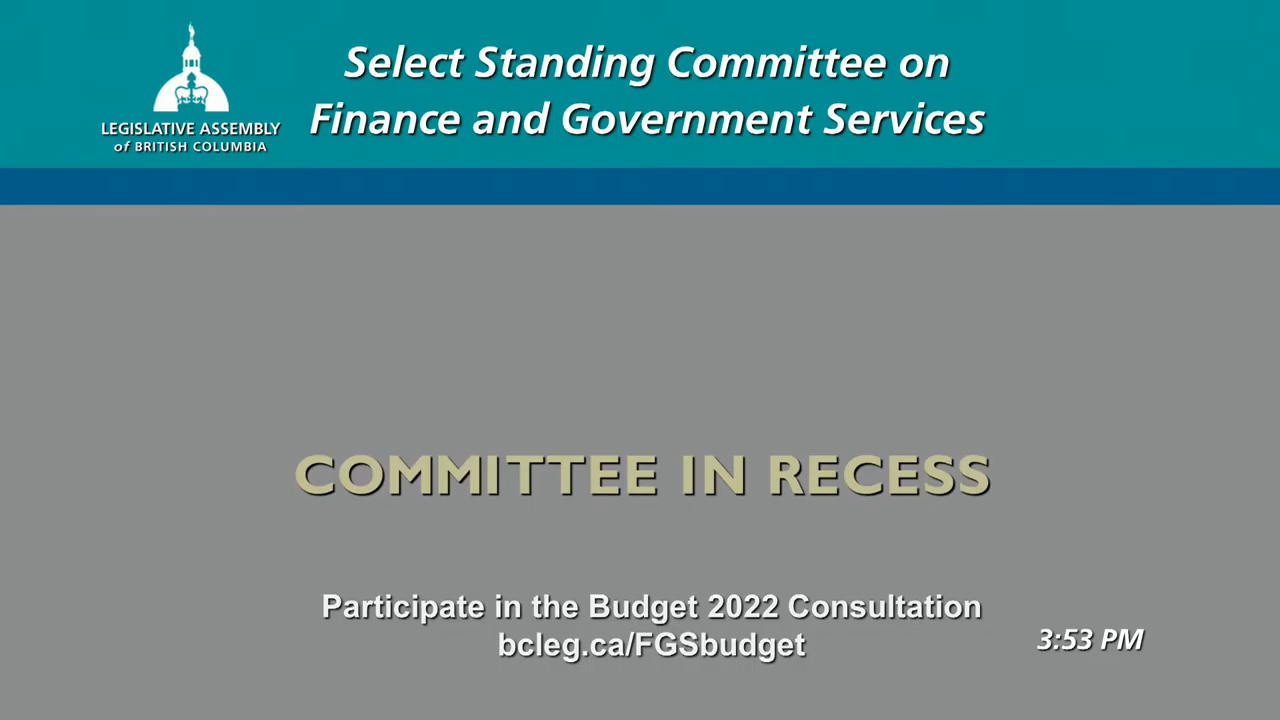 LEGISLATIVE ASSEMBLY
of BRITISH COLUMBIA
Select Standing Committee on
Finance and Government Services
COMMITTEE IN RECESS
Participate in the Budget 2022 Consultation
bcleg.ca/FGSbudget
3:53 PM